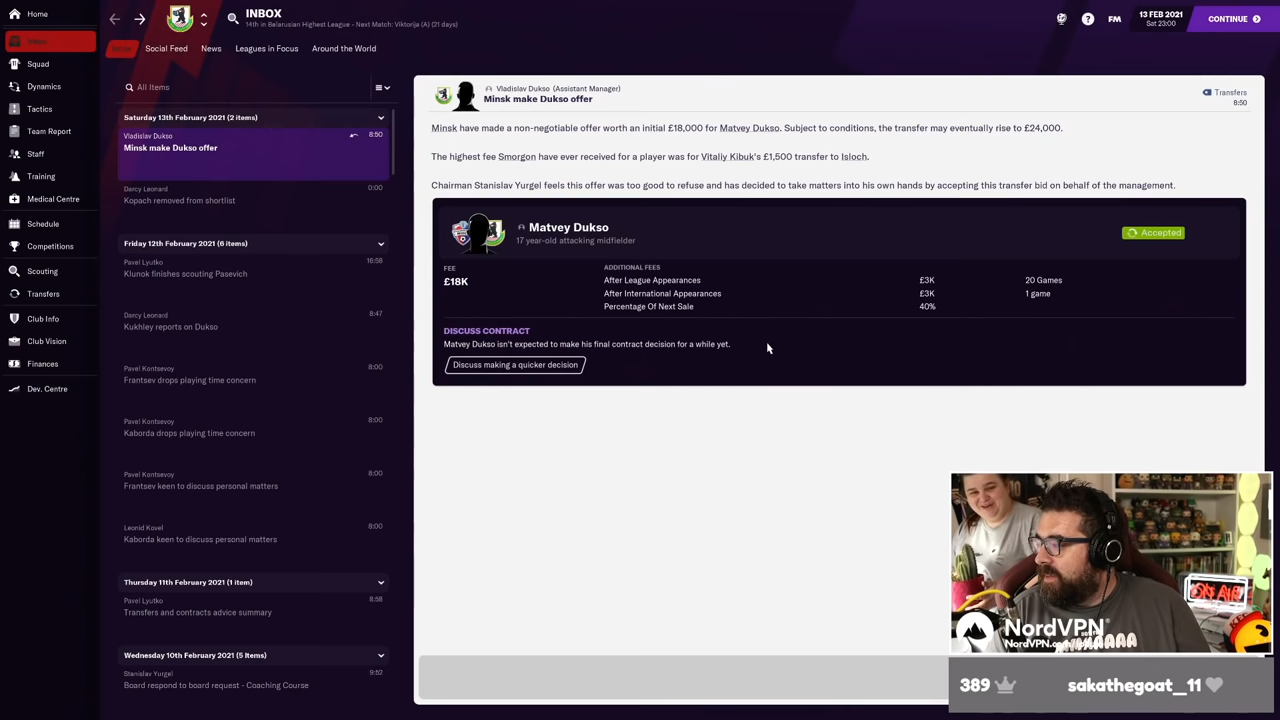 Home
INBOX
14th in Belarusian Highest League - Next Match: Viktorija (A) (21 days)
FM
13 FEB 2021
Sat 23:00
CONTINUE
Social Feed
News
Leagues in Focus
Around the World
Squad
Dynamics
Tactics
Team Report
Staff
Training
Medical Centre
Schedule
Competitions
Scouting
Transfers
Club Info
Club Vision
Finances
Dev. Centre
All Items
Saturday 13th February 2021 (2 items)
Vladislav Dukso 8:50
Minsk make Dukso offer
Darcy Leonard 0:00
Kopach removed from shortlist
Friday 12th February 2021 (6 items)
Pavel Lyutko 16:58
Klunok finishes scouting Pasevich
Darcy Leonard 8:47
Kukhley reports on Dukso
Pavel Kontsevoy 8:00
Frantsev drops playing time concern
Pavel Kontsevoy 8:00
Kaborda drops playing time concern
Pavel Kontsevoy 8:00
Frantsev keen to discuss personal matters
Leonid Kovel 8:00
Kaborda keen to discuss personal matters
Thursday 11th February 2021 (1 item)
Pavel Lyutko 8:58
Transfers and contracts advice summary
Wednesday 10th February 2021 (5 items)
Stanislav Yurgel 9:52
Board respond to board request - Coaching Course
Vladislav Dukso (Assistant Manager)
Minsk make Dukso offer
Transfers
8:50
Minsk have made a non-negotiable offer worth an initial £18,000 for Matvey Dukso. Subject to conditions, the transfer may eventually rise to £24,000.
The highest fee Smorgon have ever received for a player was for Vitaliy Kibuk's £1,500 transfer to Isloch.
Chairman Stanislav Yurgel feels this offer was too good to refuse and has decided to take matters into his own hands by accepting this transfer bid on behalf of the management.
Matvey Dukso
17 year-old attacking midfielder
Accepted
FEE
£18K
ADDITIONAL FEES
After League Appearances £3K 20 Games
After International Appearances £3K 1 game
Percentage Of Next Sale 40%
DISCUSS CONTRACT
Matvey Dukso isn't expected to make his final contract decision for a while yet.
Discuss making a quicker decision
ON AIR
NordVPN
389
sakathegoat_11